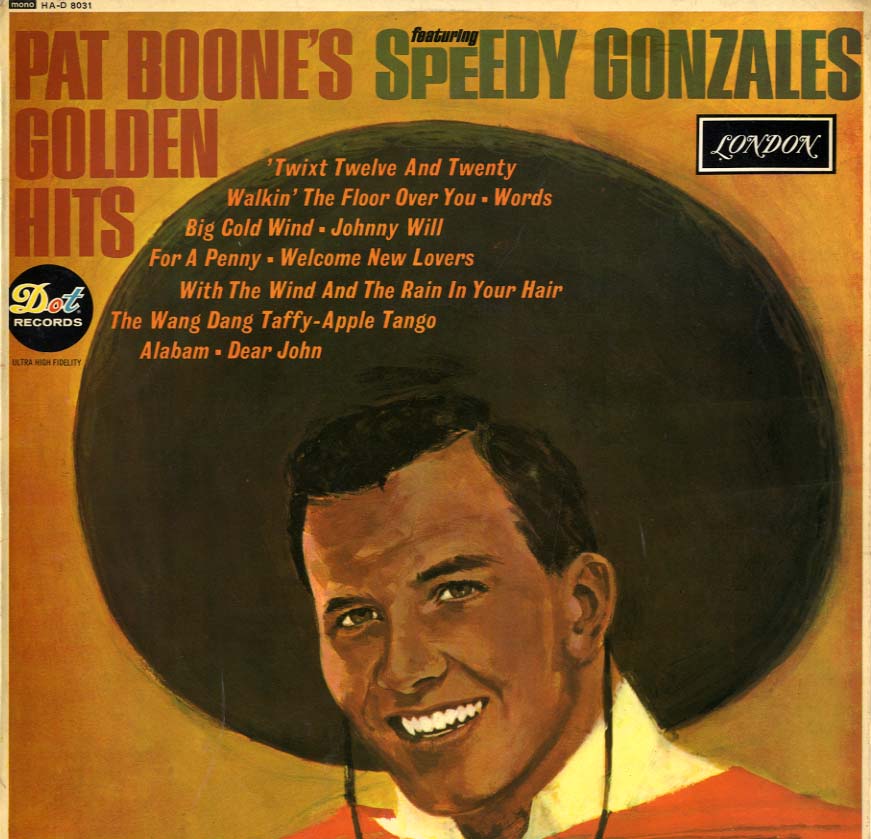 mono HA-D 8031
PAT BOONE'S featuring SPEEDY GONZALES
GOLDEN
HITS
LONDON
'Twixt Twelve And Twenty
Walkin' The Floor Over You ▪ Words
Big Cold Wind ▪ Johnny Will
For A Penny ▪ Welcome New Lovers
With The Wind And The Rain In Your Hair
The Wang Dang Taffy-Apple Tango
Alabam ▪ Dear John
Dot
RECORDS
ULTRA HIGH FIDELITY